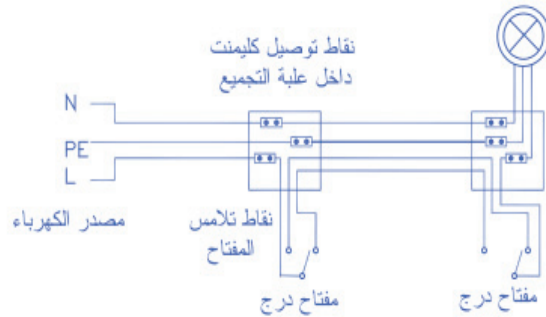 نقاط توصيل كليمنت
داخل علبة التجميع
N
PE
L
مصدر الكهرباء
نقاط تلامس
المفتاح
مفتاح درج
مفتاح درج